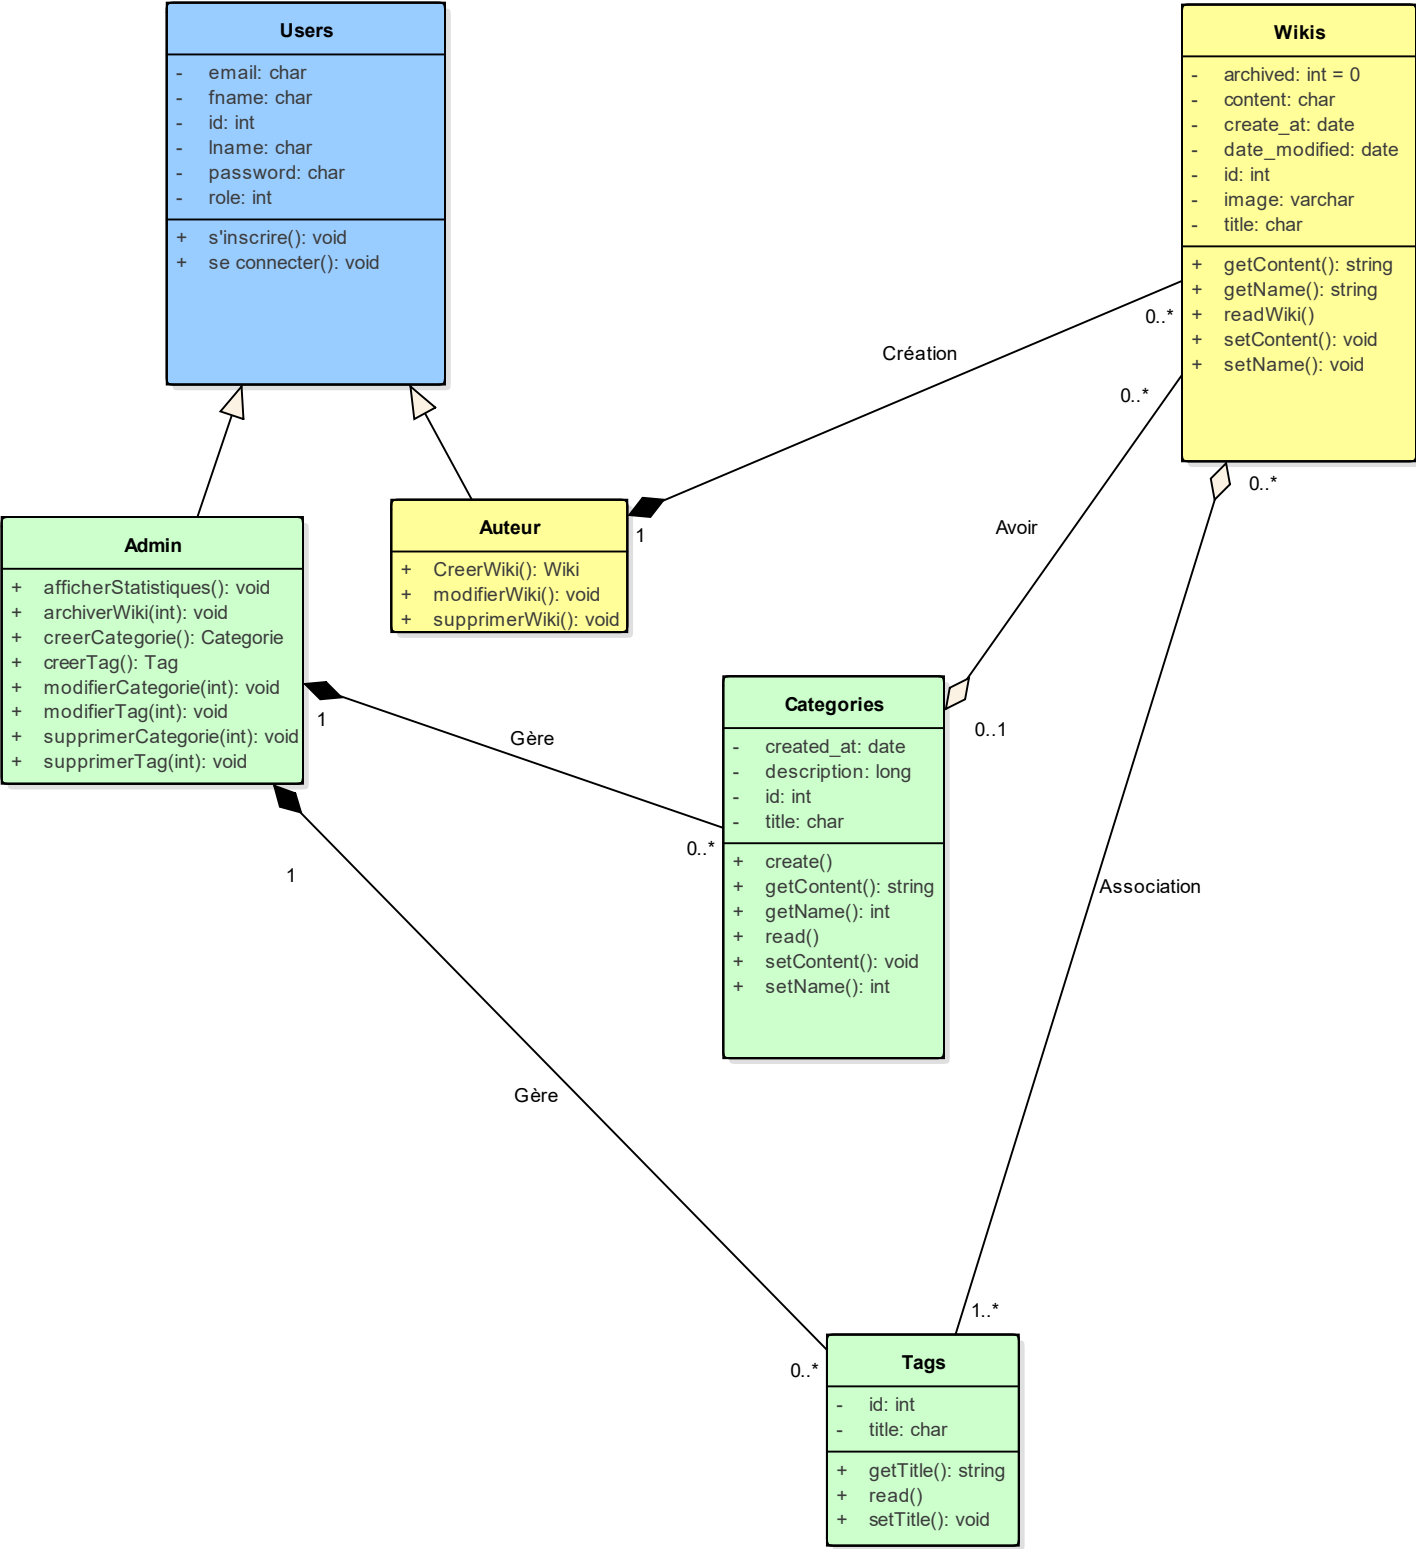 Users
- email: char
- fname: char
- id: int
- lname: char
- password: char
- role: int
+ s'inscrire(): void
+ se connecter(): void
Wikis
- archived: int = 0
- content: char
- create_at: date
- date_modified: date
- id: int
- image: varchar
- title: char
+ getContent(): string
+ getName(): string
+ readWiki()
+ setContent(): void
+ setName(): void
0..*
Création
0..*
0..*
Auteur
+ CreerWiki(): Wiki
+ modifierWiki(): void
+ supprimerWiki(): void
1
Avoir
Admin
+ afficherStatistiques(): void
+ archiverWiki(int): void
+ creerCategorie(): Categorie
+ creerTag(): Tag
+ modifierCategorie(int): void
+ modifierTag(int): void
+ supprimerCategorie(int): void
+ supprimerTag(int): void
1
Gère
0..*
1
Categories
- created_at: date
- description: long
- id: int
- title: char
+ create()
+ getContent(): string
+ getName(): int
+ read()
+ setContent(): void
+ setName(): int
0..1
Association
Gère
1..*
0..*
Tags
- id: int
- title: char
+ getTitle(): string
+ read()
+ setTitle(): void